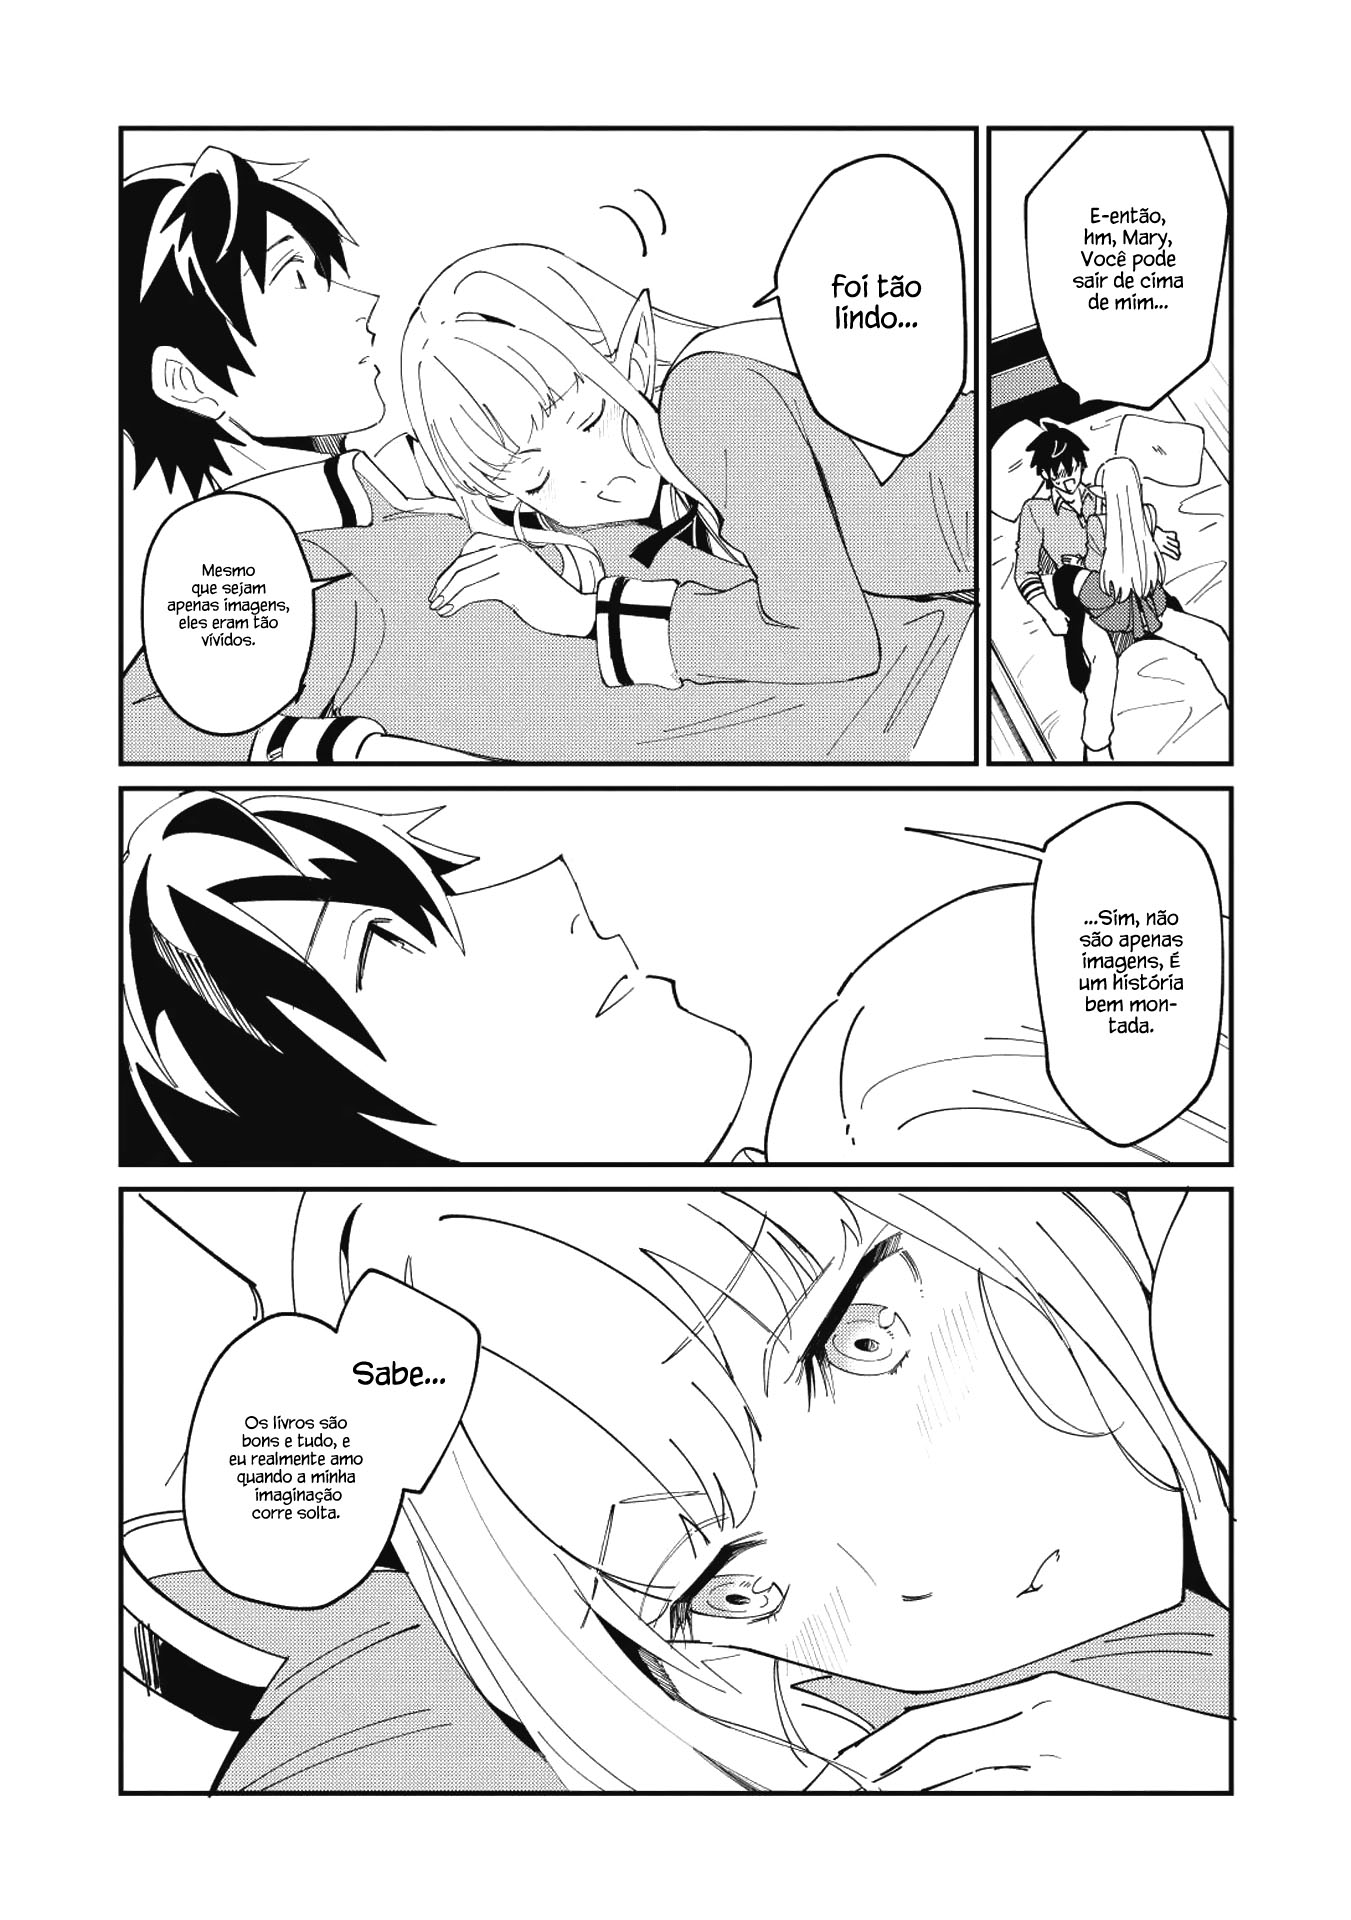 E-então,
hm, Mary,
Você pode
sair de cima
de mim...
foi tão
lindo...
Mesmo
que sejam
apenas imagens,
eles eram tão
vívidos.
...Sim, não
são apenas
imagens, É
um história
bem mon-
tada.
Sabe...
Os livros são
bons e tudo, e
eu realmente amo
quando a minha
imaginação
corre solta.